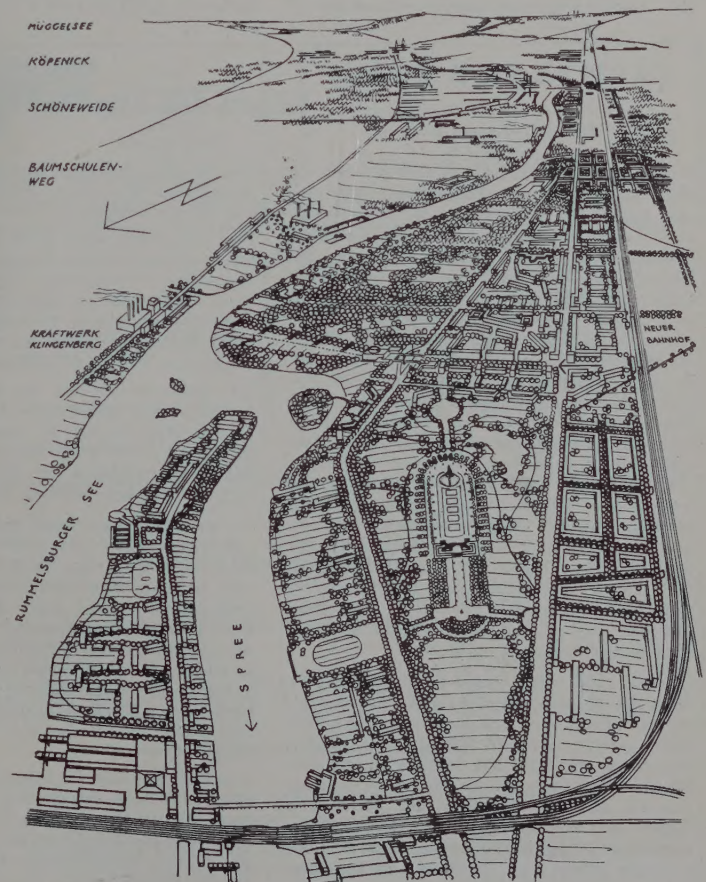 MÜGGELSEE
KÖPENICK
SCHÖNEWEIDE
BAUMSCHULEN-
WEG
KRAFTWERK
KLINGENBERG
NEUER
BAHNHOF
RUMMELSBURGER SEE
SPREE